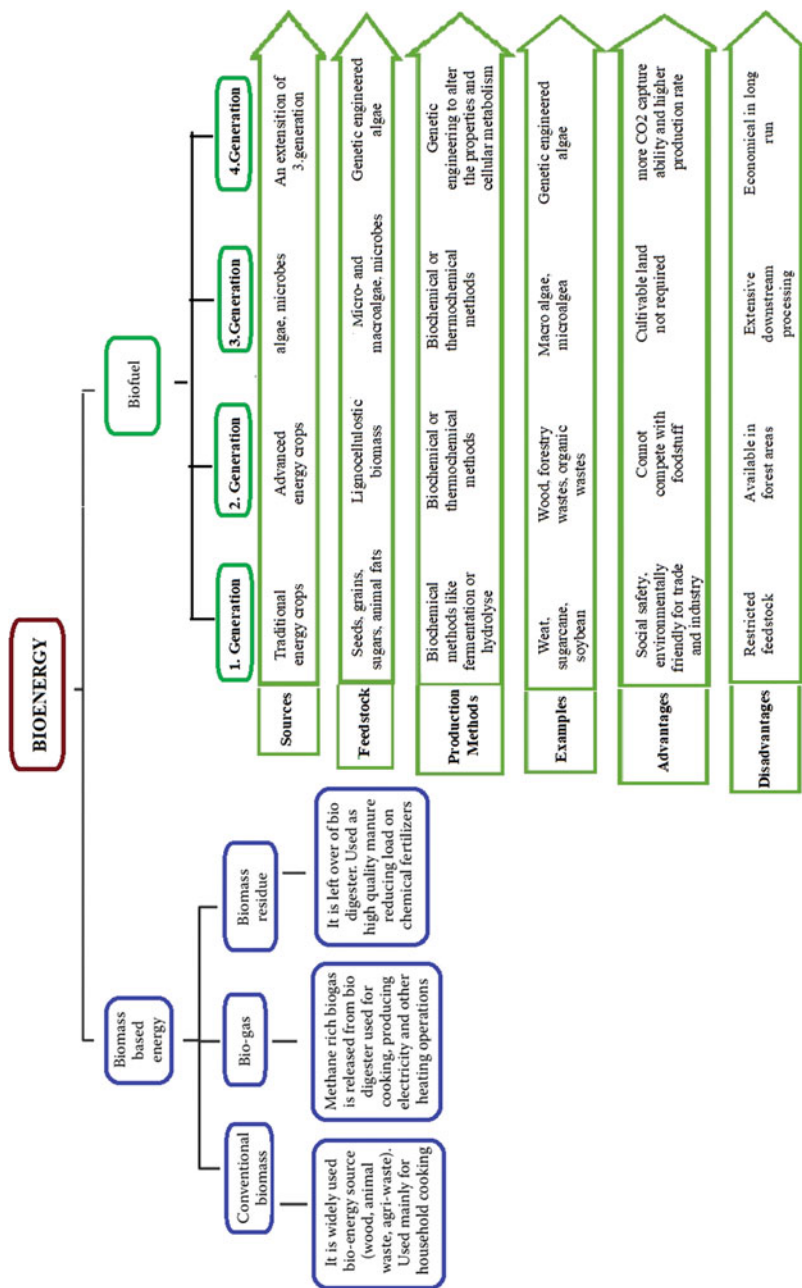 BIOENERGY
Biomass
based
energy
Conventional
biomass
It is widely used
bio-energy source
(wood, animal
waste, agri-waste).
Used mainly for
household cooking
Bio-gas
Methane rich biogas
is released from bio
digester used for
cooking, producing
electricity and other
heating operations
Biomass
residue
It is left over of bio
digester. Used as
high quality manure
reducing load on
chemical fertilizers
Biofuel
1. Generation
2. Generation
3.Generation
4.Generation
Sources
Traditional
energy crops
Advanced
energy crops
algae, microbes
An extensition of
3.generation
Feedstock
Seeds, grains,
sugars, animal fats
Lignocellulostic
biomass
Micro- and
macroalgae, microbes
Genetic engineered
algae
Production
Methods
Biochemical
methods like
fermentation or
hydrolyse
Biochemical or
thermochemical
methods
Biochemical or
thermochemical
methods
Genetic
engineering to alter
the properties and
cellular metabolism
Examples
Weat,
sugarcane,
soybean
Wood, forestry
wastes, organic
wastes
Macro algae,
microalgea
Genetic engineered
algae
Advantages
Social safety,
environmentally
friendly for trade
and industry
Connot
compete with
foodstuff
Cultivable land
not required
more CO2 capture
ability and higher
production rate
Disadvantages
Restricted
feedstock
Available in
forest areas
Extensive
downstream
processing
Economical in long
run